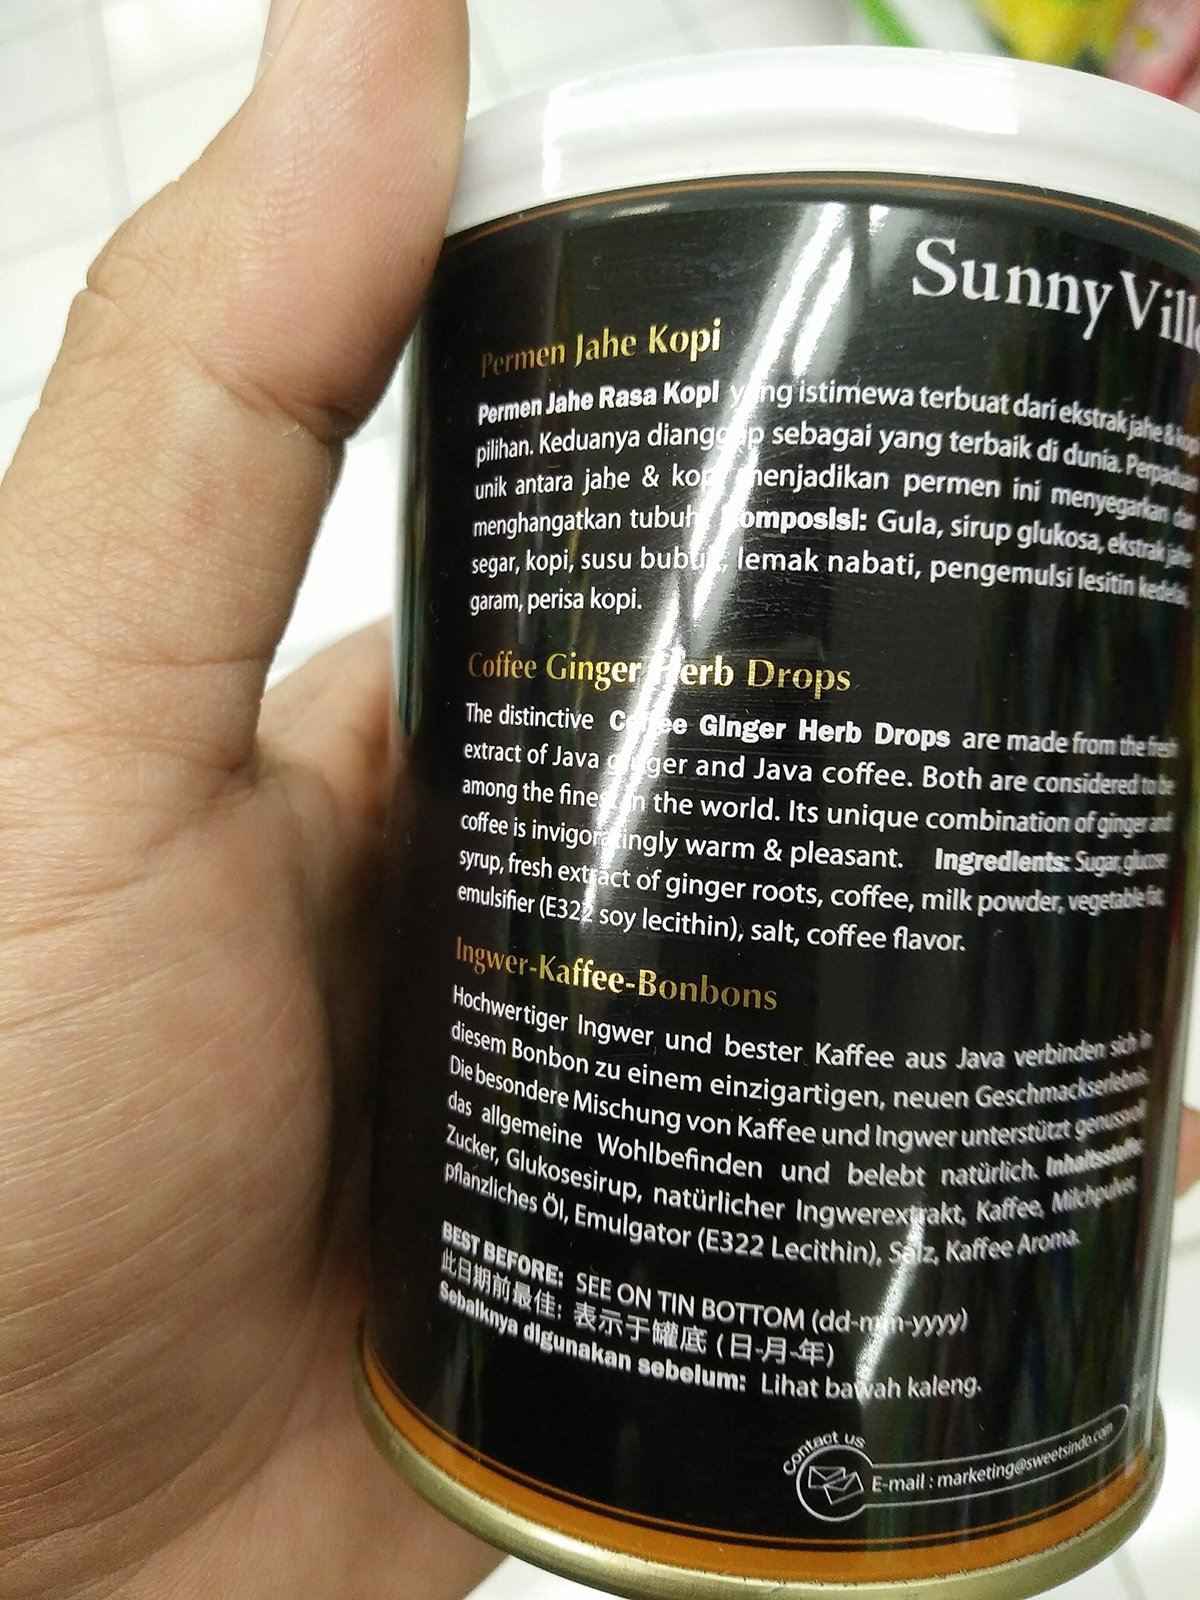 Sunny Ville
Permen Jahe Kopi
Permen Jahe Rasa Kopi yang istimewa terbuat dari ekstrak jahe & kopi
pilihan. Keduanya dianggap sebagai yang terbaik di dunia. Perpaduan
unik antara jahe & kopi menjadikan permen ini menyegarkan dan
menghangatkan tubuh. Komposisi: Gula, sirup glukosa, ekstrak jahe
segar, kopi, susu bubuk, lemak nabati, pengemulsi lesitin kedelai,
garam, perisa kopi.
Coffee Ginger Herb Drops
The distinctive Coffee Ginger Herb Drops are made from the fresh
extract of Java ginger and Java coffee. Both are considered to be
among the finest in the world. Its unique combination of ginger and
coffee is invigoratingly warm & pleasant. Ingredients: Sugar, glucose
syrup, fresh extract of ginger roots, coffee, milk powder, vegetable fat,
emulsifier (E322 soy lecithin), salt, coffee flavor.
Ingwer-Kaffee-Bonbons
Hochwertiger Ingwer und bester Kaffee aus Java verbinden sich in
diesem Bonbon zu einem einzigartigen, neuen Geschmackserlebnis.
Die besondere Mischung von Kaffee und Ingwer unterstützt genussvoll
das allgemeine Wohlbefinden und belebt natürlich. Inhaltsstoffe:
Zucker, Glukosesirup, natürlicher Ingwerextrakt, Kaffee, Milchpulver,
pflanzliches Öl, Emulgator (E322 Lecithin), Salz, Kaffee Aroma.
BEST BEFORE: SEE ON TIN BOTTOM (dd-mm-yyyy)
此日期前最佳: 表示于罐底 (日-月-年)
Sebaiknya digunakan sebelum: Lihat bawah kaleng.
Contact us
E-mail : marketing@sweetsindo.com